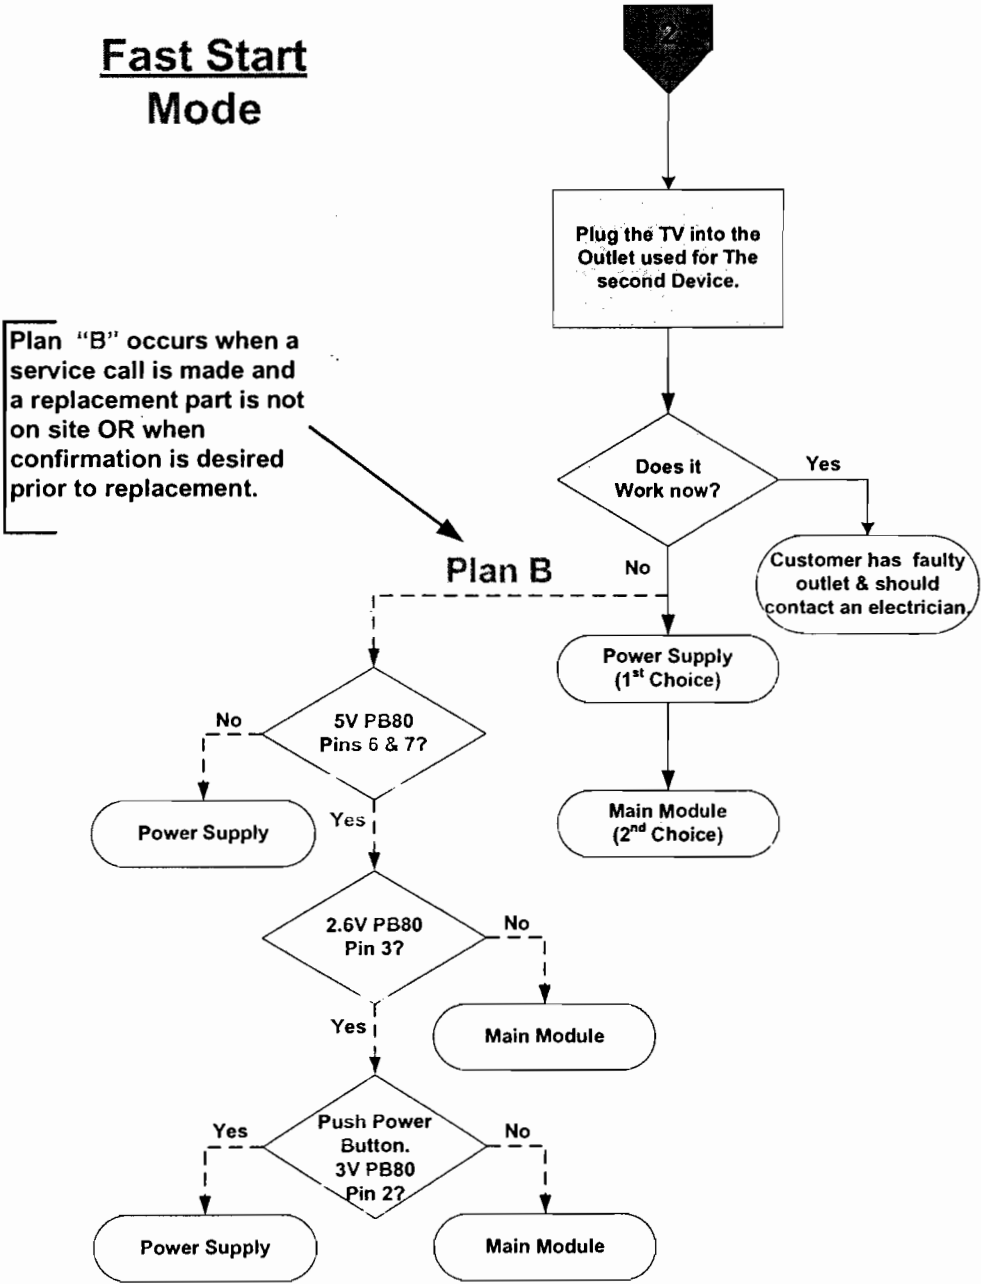 Fast Start
Mode
2
Plug the TV into the
Outlet used for The
second Device.
Plan "B" occurs when a
service call is made and
a replacement part is not
on site OR when
confirmation is desired
prior to replacement.
Does it
Work now?
Yes
Customer has faulty
outlet & should
contact an electrician.
Plan B
No
Power Supply
(1st Choice)
Main Module
(2nd Choice)
5V PB80
Pins 6 & 7?
No
Power Supply
Yes
2.6V PB80
Pin 3?
No
Main Module
Yes
Push Power
Button.
3V PB80
Pin 2?
Yes
No
Power Supply
Main Module